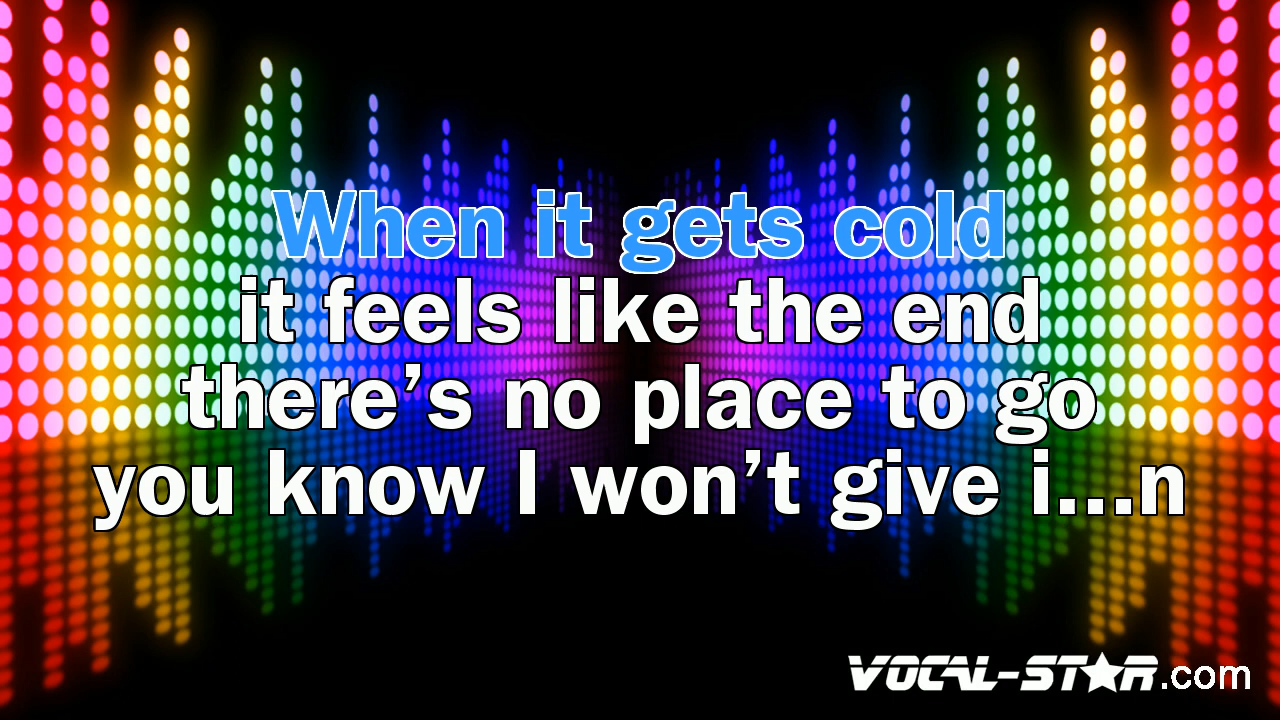 When it gets cold
it feels like the end
there’s no place to go
you know I won’t give i...n
VOCAL-STAR.com